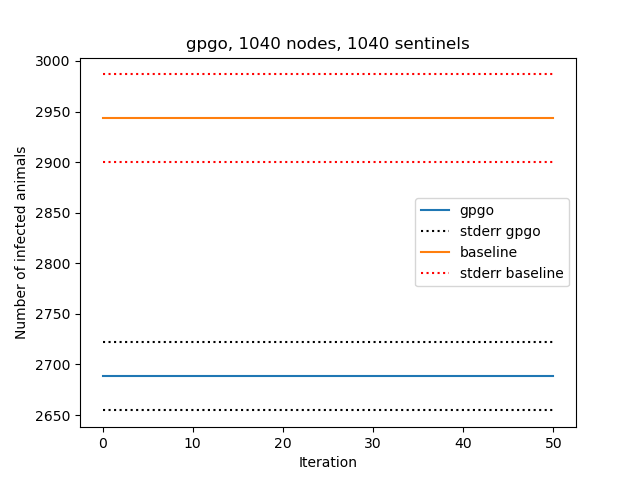 gpgo, 1040 nodes, 1040 sentinels
3000
2950
2900
2850
2800
2750
2700
2650
Number of infected animals
gpgo
stderr gpgo
baseline
stderr baseline
0 10 20 30 40 50
Iteration